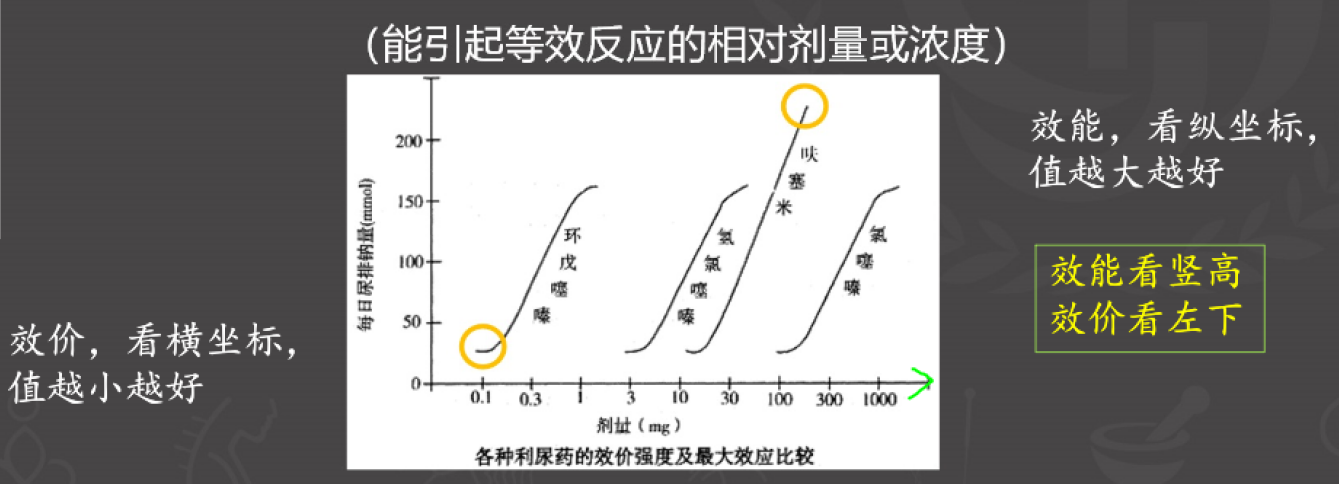 (能引起等效反应的相对剂量或浓度)
效能，看纵坐标，
值越大越好
效能看竖高
效价看左下
效价，看横坐标，
值越小越好
每日尿排钠量(mmol)
200
150
100
50
0
环戊噻嗪
氢氯噻嗪
呋塞米
氯噻嗪
0.1 0.3 1 3 10 30 100 300 1000
剂量（mg）
各种利尿药的效价强度及最大效应比较